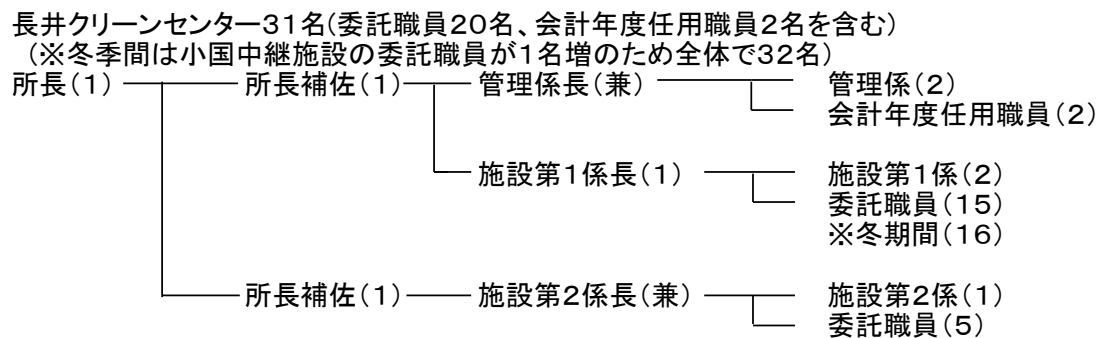 長井クリーンセンター31名(委託職員20名、会計年度任用職員2名を含む)
(※冬季間は小国中継施設の委託職員が1名増のため全体で32名)
所長(1) 所長補佐(1) 管理係長(兼) 管理係(2)
会計年度任用職員(2)
施設第1係長(1) 施設第1係(2)
委託職員(15)
※冬期間(16)
所長補佐(1) 施設第2係長(兼) 施設第2係(1)
委託職員(5)